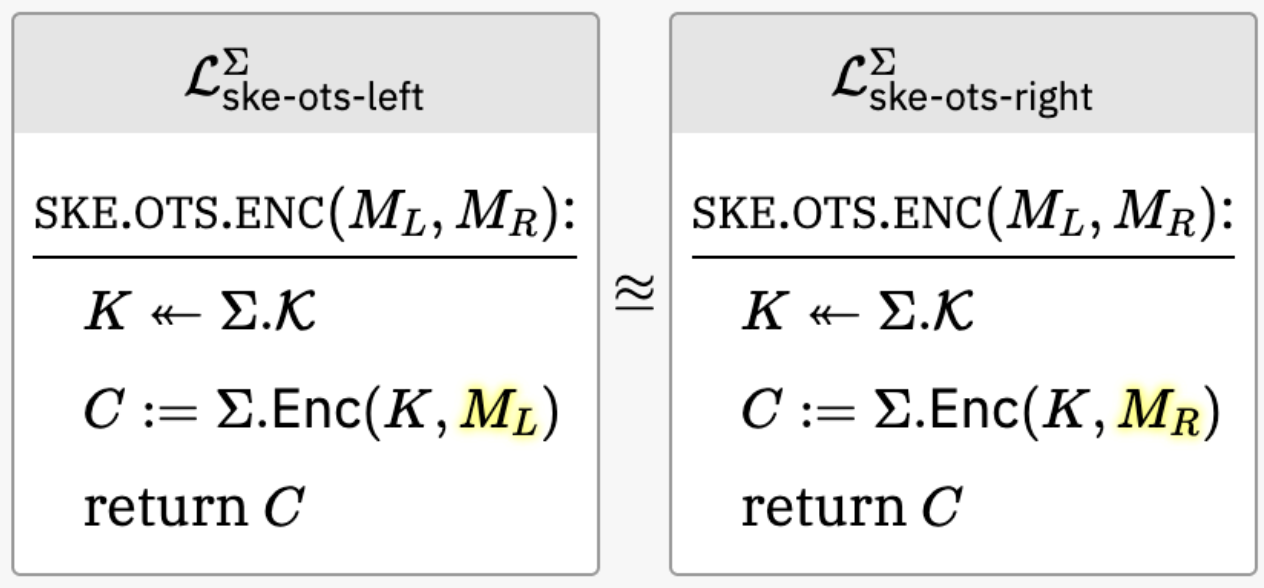 𝓛^Σ_ske-ots-left
SKE.OTS.ENC(M_L, M_R):
K ↞ Σ.𝒦
C := Σ.Enc(K, M_L)
return C
≊
𝓛^Σ_ske-ots-right
SKE.OTS.ENC(M_L, M_R):
K ↞ Σ.𝒦
C := Σ.Enc(K, M_R)
return C